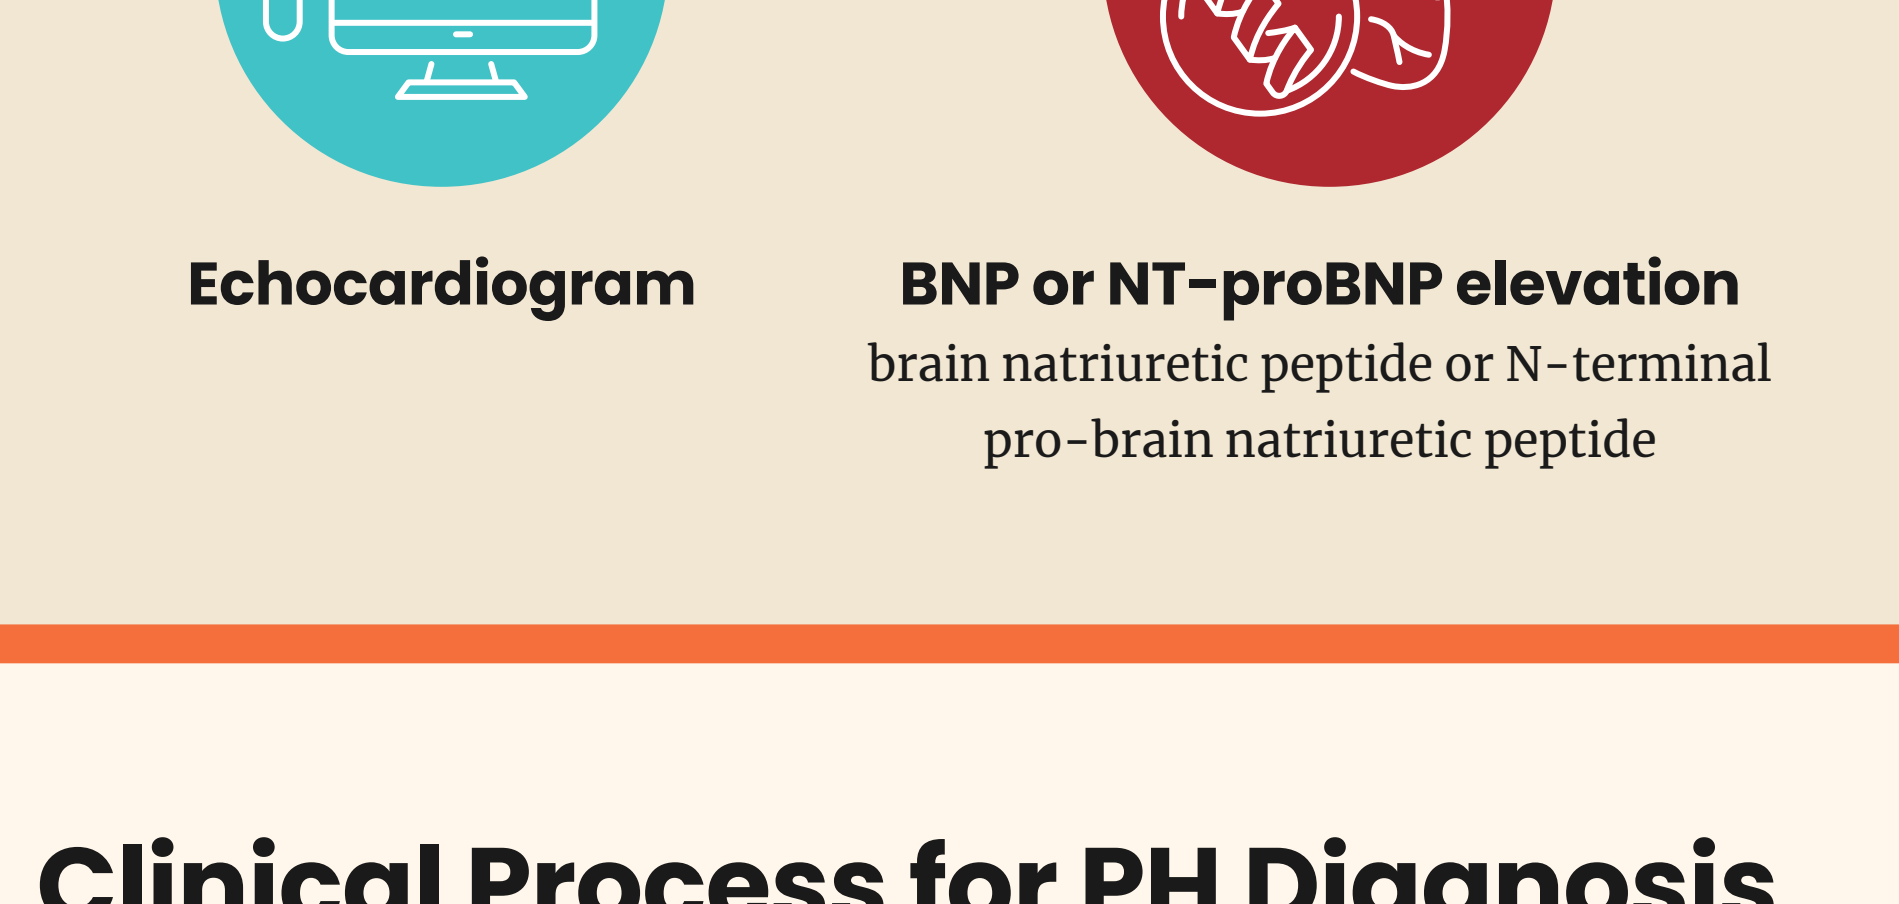 Echocardiogram
BNP or NT-proBNP elevation
brain natriuretic peptide or N-terminal
pro-brain natriuretic peptide
Clinical Process for PH Diagnosis